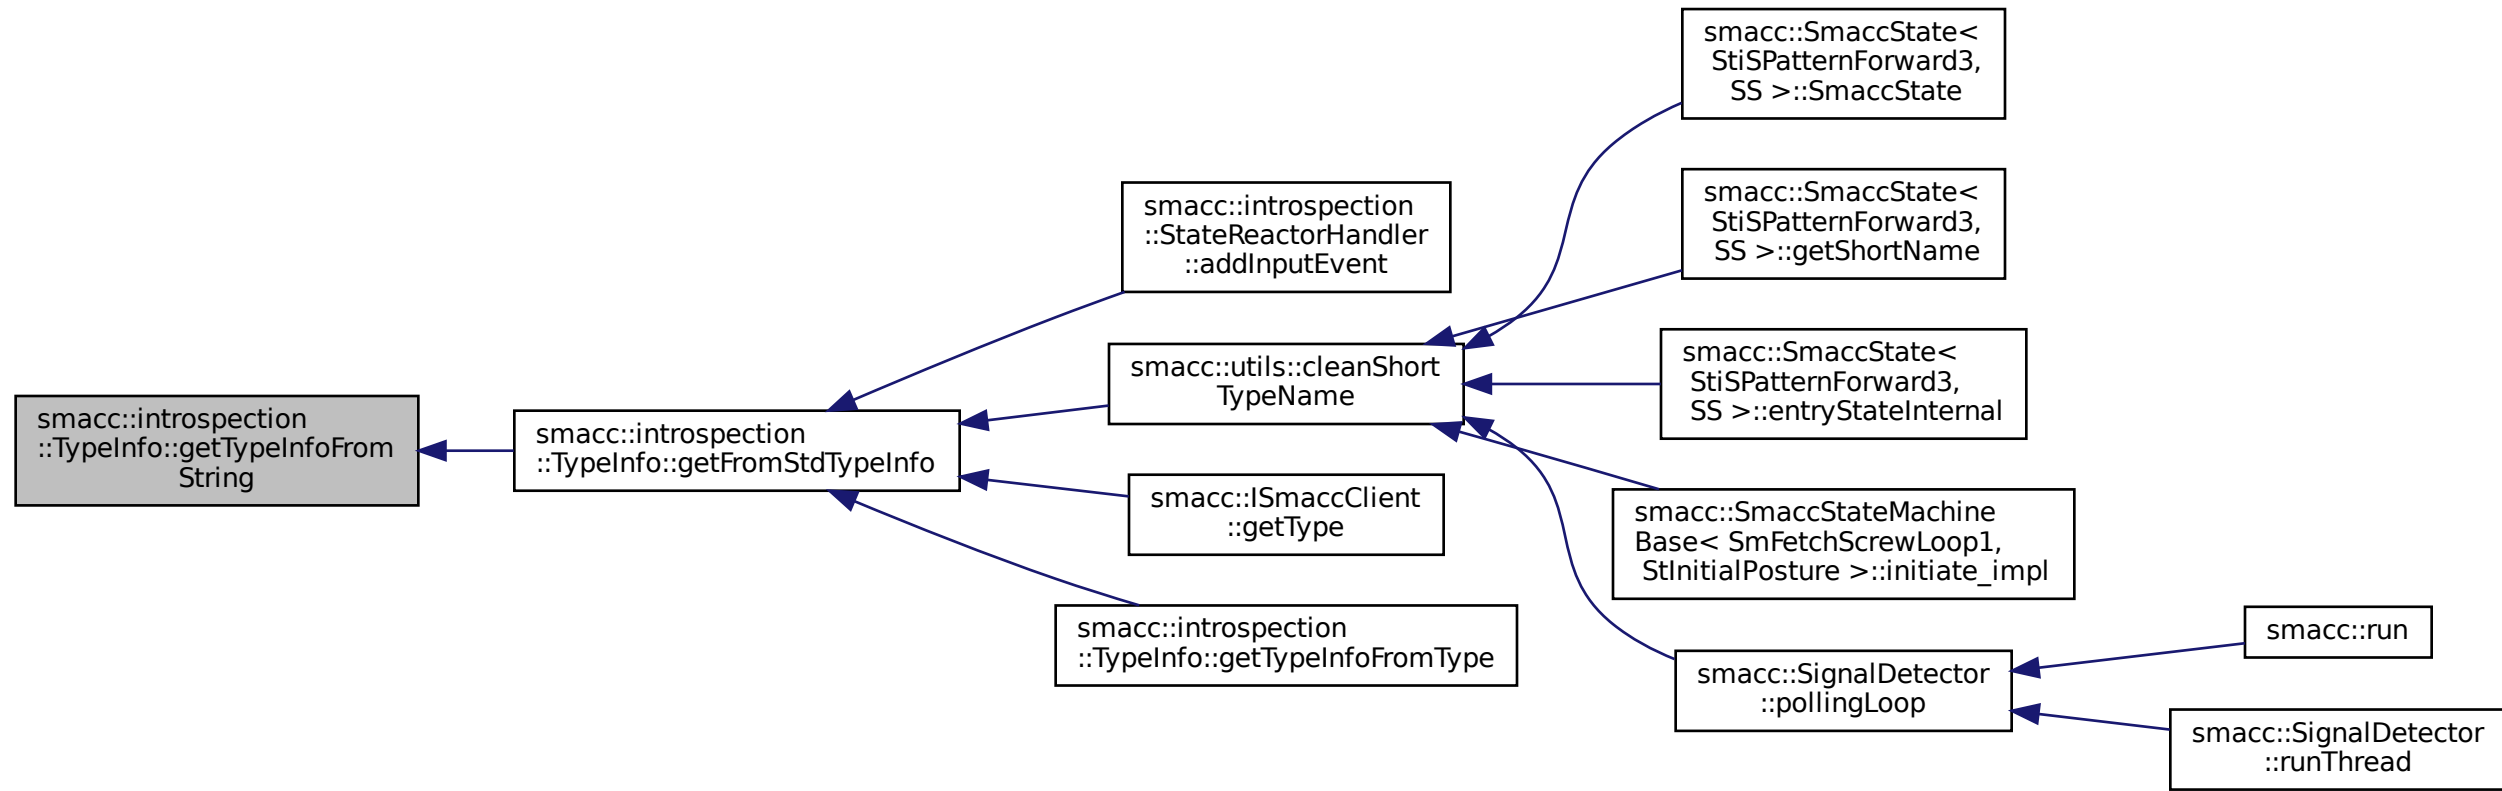 smacc::introspection
::TypeInfo::getTypeInfoFrom
String
smacc::introspection
::TypeInfo::getFromStdTypeInfo
smacc::introspection
::StateReactorHandler
::addInputEvent
smacc::utils::cleanShort
TypeName
smacc::ISmaccClient
::getType
smacc::introspection
::TypeInfo::getTypeInfoFromType
smacc::SmaccState<
StiSPatternForward3,
SS >::SmaccState
smacc::SmaccState<
StiSPatternForward3,
SS >::getShortName
smacc::SmaccState<
StiSPatternForward3,
SS >::entryStateInternal
smacc::SmaccStateMachine
Base< SmFetchScrewLoop1,
StInitialPosture >::initiate_impl
smacc::SignalDetector
::pollingLoop
smacc::run
smacc::SignalDetector
::runThread